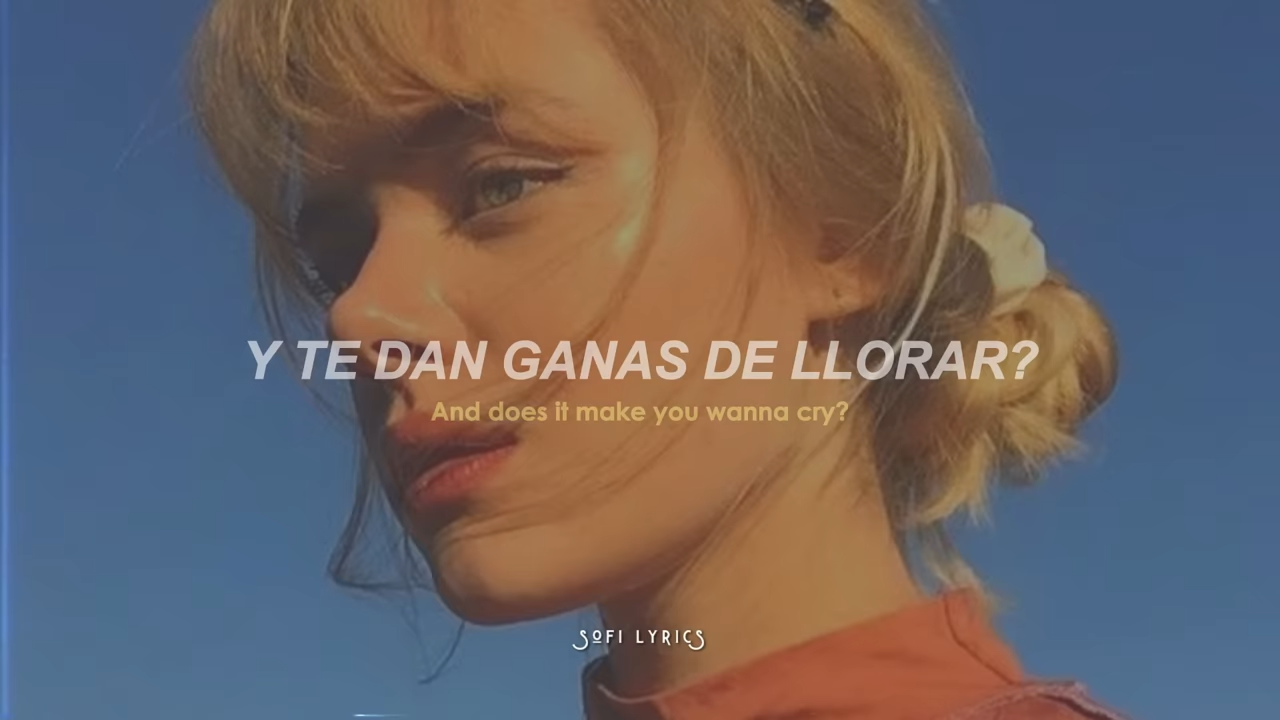 Y TE DAN GANAS DE LLORAR?
And does it make you wanna cry?
SOFI LYRICS